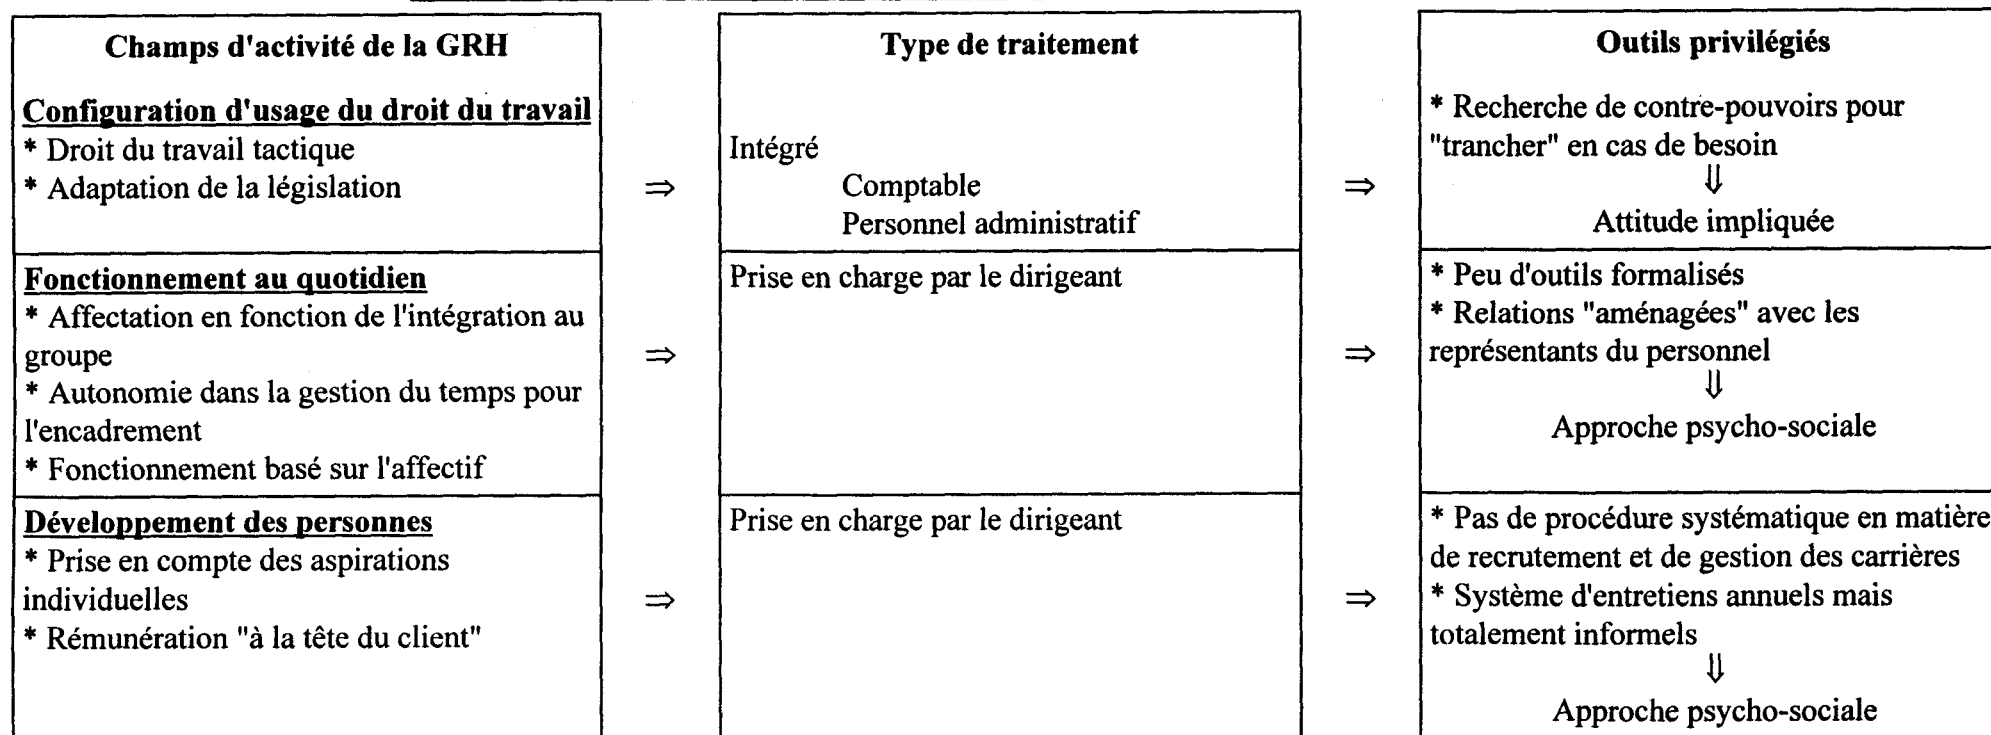 Champs d'activité de la GRH
Configuration d'usage du droit du travail
* Droit du travail tactique
* Adaptation de la législation
⇒
Type de traitement
Intégré
Comptable
Personnel administratif
⇒
Outils privilégiés
* Recherche de contre-pouvoirs pour
"trancher" en cas de besoin
⇓
Attitude impliquée
Fonctionnement au quotidien
* Affectation en fonction de l'intégration au
groupe
* Autonomie dans la gestion du temps pour
l'encadrement
* Fonctionnement basé sur l'affectif
⇒
Prise en charge par le dirigeant
⇒
* Peu d'outils formalisés
* Relations "aménagées" avec les
représentants du personnel
⇓
Approche psycho-sociale
Développement des personnes
* Prise en compte des aspirations
individuelles
* Rémunération "à la tête du client"
⇒
Prise en charge par le dirigeant
⇒
* Pas de procédure systématique en matière
de recrutement et de gestion des carrières
* Système d'entretiens annuels mais
totalement informels
⇓
Approche psycho-sociale